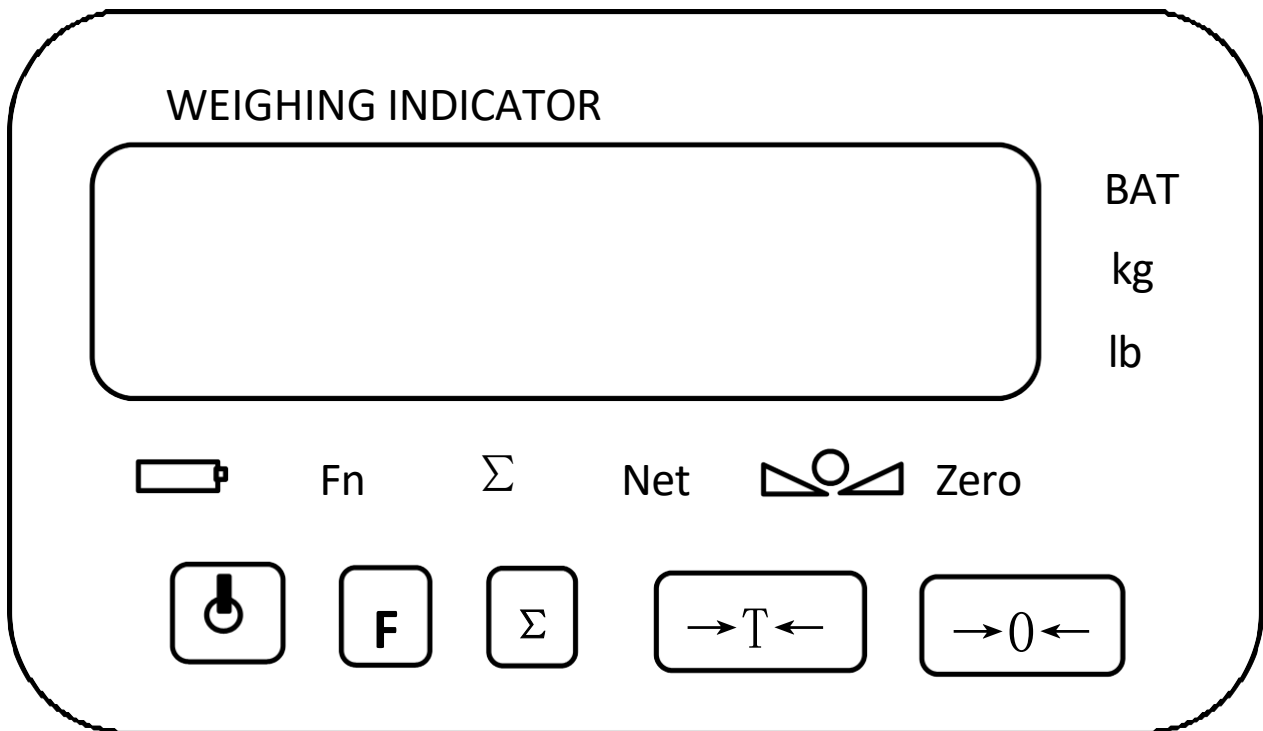 WEIGHING INDICATOR
BAT
kg
lb
Fn Σ Net Zero
F Σ →T← →0←